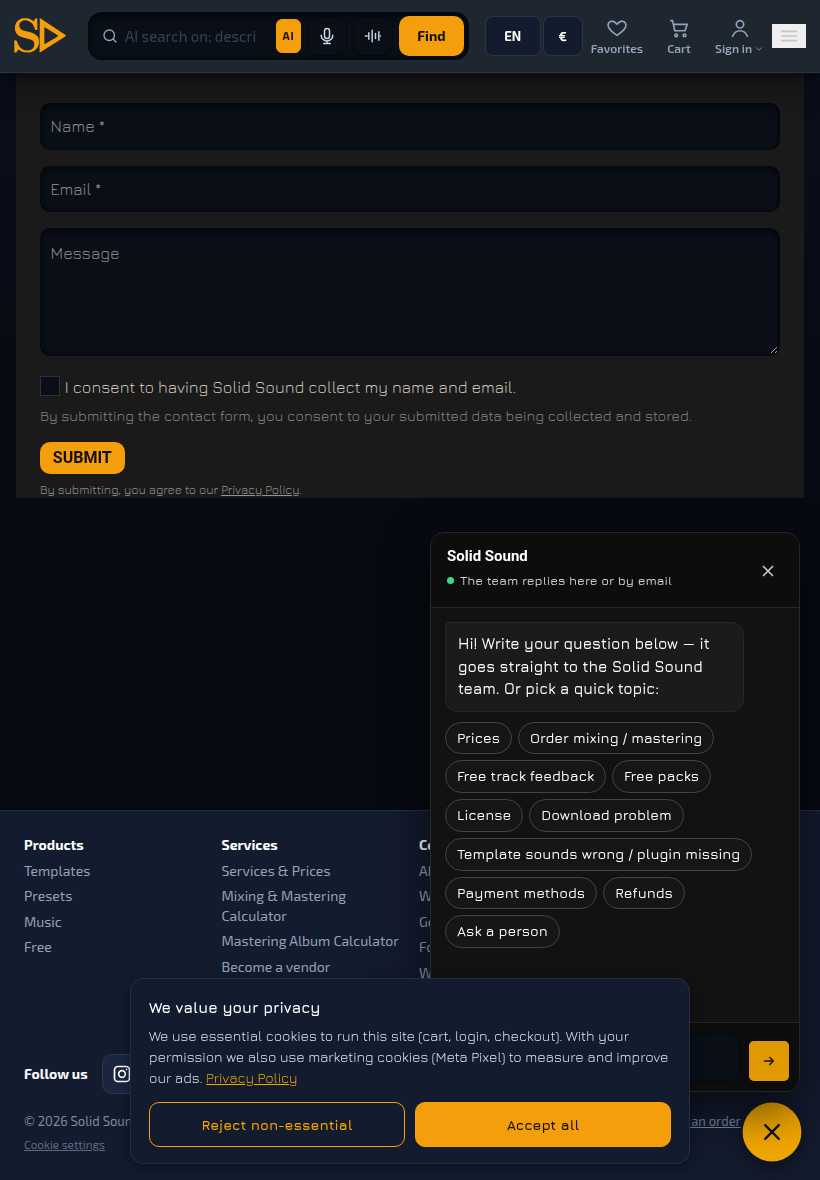 SD
AI search on: descri
AI
Find
EN
€
Favorites
Cart
Sign in
Name *
Email *
Message
I consent to having Solid Sound collect my name and email.
By submitting the contact form, you consent to your submitted data being collected and stored.
SUBMIT
By submitting, you agree to our Privacy Policy.
Solid Sound
The team replies here or by email
Hi! Write your question below — it
goes straight to the Solid Sound
team. Or pick a quick topic:
Prices
Order mixing / mastering
Free track feedback
Free packs
License
Download problem
Template sounds wrong / plugin missing
Payment methods
Refunds
Ask a person
Products
Templates
Presets
Music
Free
Services
Services & Prices
Mixing & Mastering
Calculator
Mastering Album Calculator
Become a vendor
We value your privacy
We use essential cookies to run this site (cart, login, checkout). With your
permission we also use marketing cookies (Meta Pixel) to measure and improve
our ads. Privacy Policy
Reject non-essential
Accept all
Follow us
© 2026 Solid Soun
an order
Cookie settings